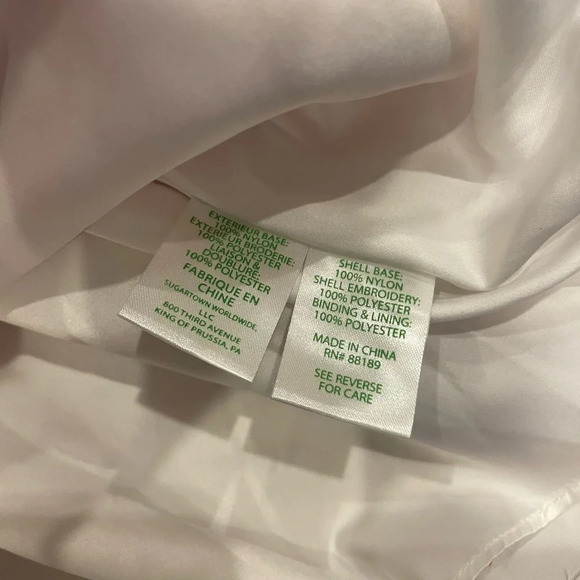 EXTERIEUR BASE:
100% NYLON
EXTERIEUR BRODERIE:
100% POLYESTER
LIAISON &
DOUBLURE:
100% POLYESTER
FABRIQUE EN
CHINE
SUGARTOWN WORLDWIDE,
LLC
800 THIRD AVENUE
KING OF PRUSSIA, PA
SHELL BASE:
100% NYLON
SHELL EMBROIDERY:
100% POLYESTER
BINDING & LINING:
100% POLYESTER
MADE IN CHINA
RN# 88189
SEE REVERSE
FOR CARE